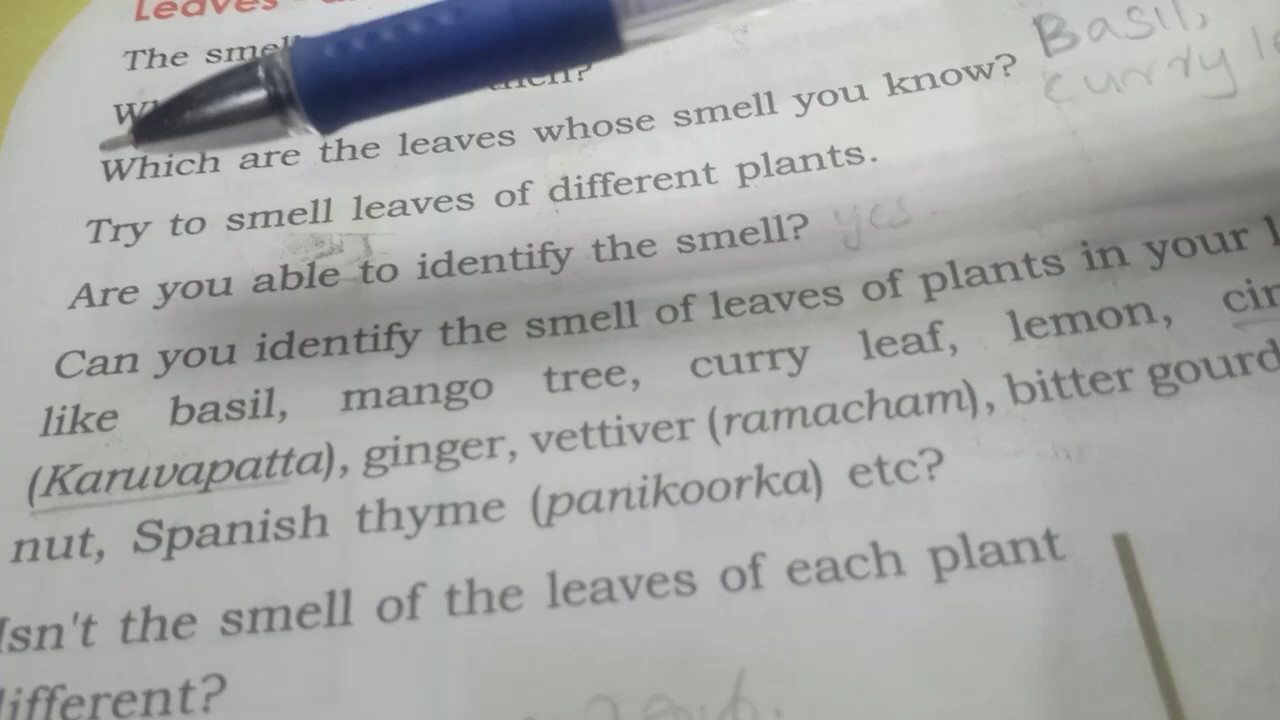 Leaves
The
Which are the leaves whose smell you know? Basil,
curry
Try to smell leaves of different plants.
Are you able to identify the smell? yes
Can you identify the smell of leaves of plants in your
like basil, mango tree, curry leaf, lemon,
(Karuvapatta), ginger, vettiver (ramacham), bitter gourd
nut, Spanish thyme (panikoorka) etc?
Isn't the smell of the leaves of each plant
different?